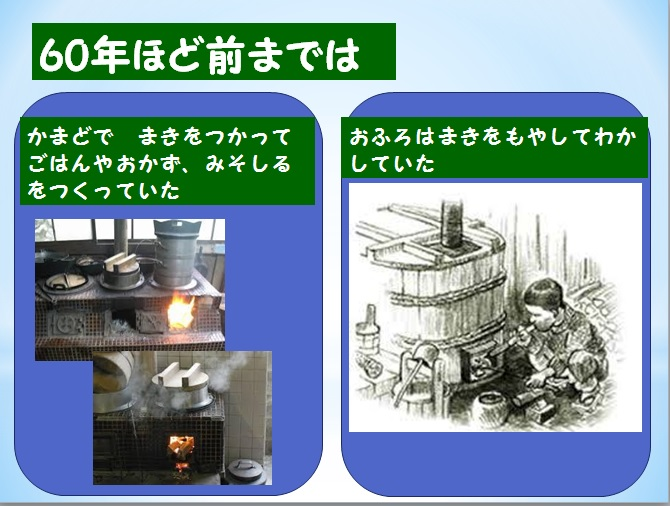 60年ほど前までは
かまどで　まきをつかって
ごはんやおかず、みそしる
をつくっていた
おふろはまきをもやしてわか
していた